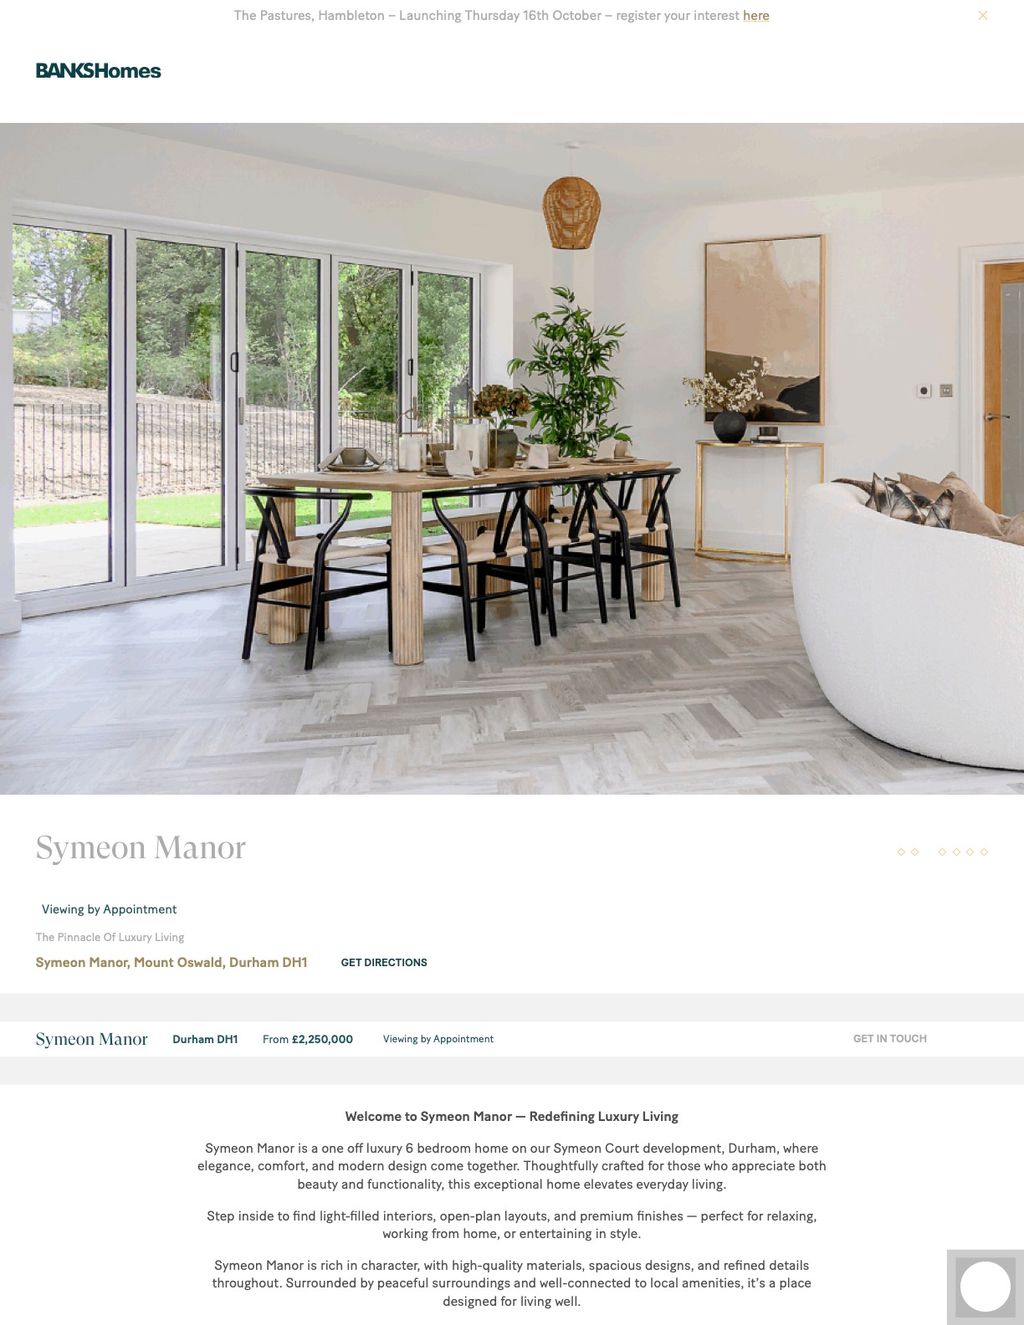 The Pastures, Hambleton – Launching Thursday 16th October – register your interest here
BANKSHomes
Symeon Manor
Viewing by Appointment
The Pinnacle Of Luxury Living
Symeon Manor, Mount Oswald, Durham DH1 GET DIRECTIONS
Symeon Manor Durham DH1 From £2,250,000 Viewing by Appointment GET IN TOUCH
Welcome to Symeon Manor — Redefining Luxury Living
Symeon Manor is a one off luxury 6 bedroom home on our Symeon Court development, Durham, where
elegance, comfort, and modern design come together. Thoughtfully crafted for those who appreciate both
beauty and functionality, this exceptional home elevates everyday living.
Step inside to find light-filled interiors, open-plan layouts, and premium finishes — perfect for relaxing,
working from home, or entertaining in style.
Symeon Manor is rich in character, with high-quality materials, spacious designs, and refined details
throughout. Surrounded by peaceful surroundings and well-connected to local amenities, it's a place
designed for living well.